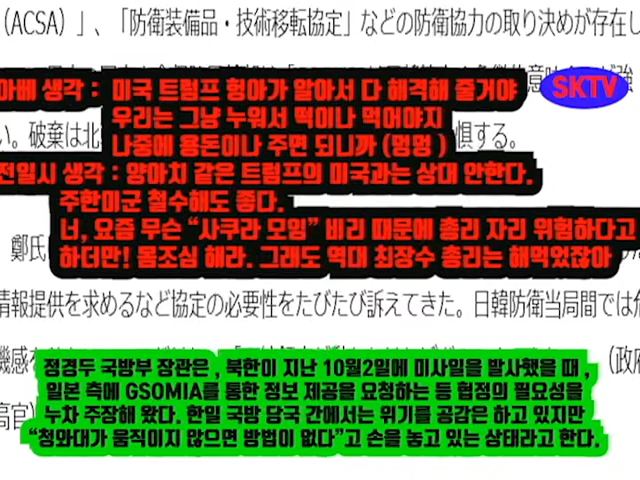 （ACSA）」、「防衛装備品・技術移転協定」などの防衛協力の取り決めが存在し
아베 생각 : 미국 트럼프 형아가 알아서 다 해격해 줄거야
SKTV
우리는 그냥 누워서 떡이나 먹어야지
い。破棄は北
나중에 용돈이나 주면 되니까 (멍멍 )
惧する。
전일시 생각 : 양아치 같은 트럼프의 미국과는 상대 안한다.
주한미군 철수해도 좋다.
너, 요즘 무슨 “사쿠라 모임” 비리 때문에 총리 자리 위험하다고
鄭氏
하더만! 몸조심 해라. 그래도 역대 최장수 총리는 해먹었잖아
情報提供を求めるなど協定の必要性をたびたび訴えてきた。日韓防衛当局間では危
機感を
（政府
정경두 국방부 장관은 , 북한이 지난 10월2일에 미사일을 발사했을 때 ,
일본 측에 GSOMIA를 통한 정보 제공을 요청하는 등 협정의 필요성을
高官）
누차 주장해 왔다. 한일 국방 당국 간에서는 위기를 공감은 하고 있지만
“청와대가 움직이지 않으면 방법이 없다”고 손을 놓고 있는 상태라고 한다.